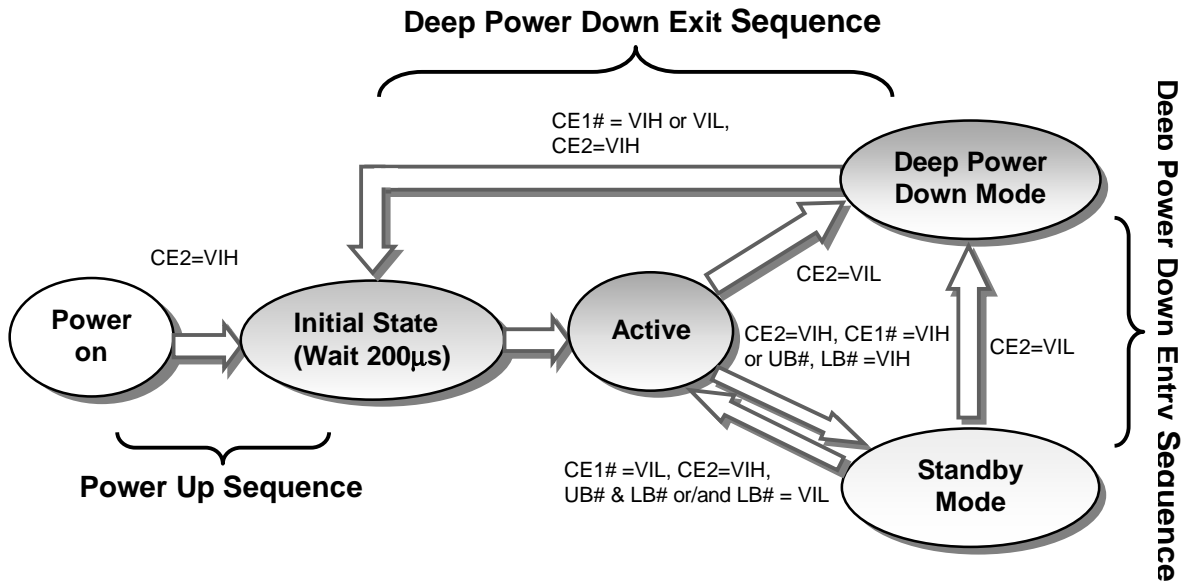 Deep Power Down Exit Sequence
CE1# = VIH or VIL,
CE2=VIH
Deep Power
Down Mode
Deep Power Down Entry Sequence
CE2=VIH
CE2=VIL
Power
on
Initial State
(Wait 200µs)
Active
CE2=VIH, CE1# =VIH
or UB#, LB# =VIH
CE2=VIL
Power Up Sequence
CE1# =VIL, CE2=VIH,
UB# & LB# or/and LB# = VIL
Standby
Mode